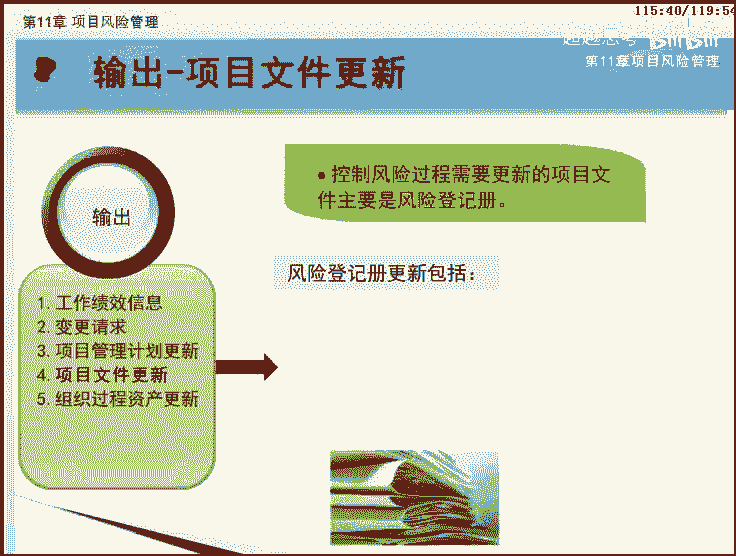 第11章 项目风险管理
115:40/119:54
第11章项目风险管理
输出-项目文件更新
• 控制风险过程需要更新的项目文
件主要是风险登记册。
输出
风险登记册更新包括：
1. 工作绩效信息
2. 变更请求
3. 项目管理计划更新
4. 项目文件更新
5. 组织过程资产更新